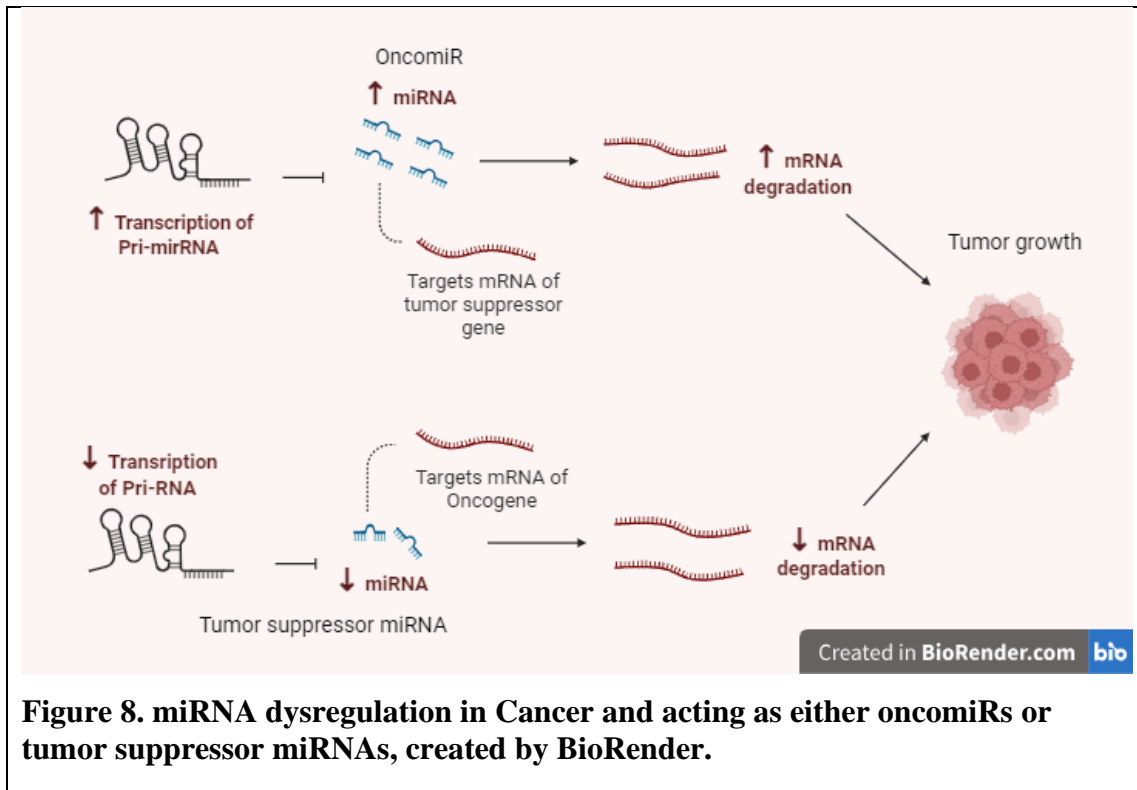 OncomiR
↑ miRNA
↑ Transcription of
Pri-mirRNA
Targets mRNA of
tumor suppressor
gene
↑ mRNA
degradation
Tumor growth
↓ Transription
of Pri-RNA
Targets mRNA of
Oncogene
↓ miRNA
Tumor suppressor miRNA
↓ mRNA
degradation
Created in BioRender.com bio
Figure 8. miRNA dysregulation in Cancer and acting as either oncomiRs or
tumor suppressor miRNAs, created by BioRender.